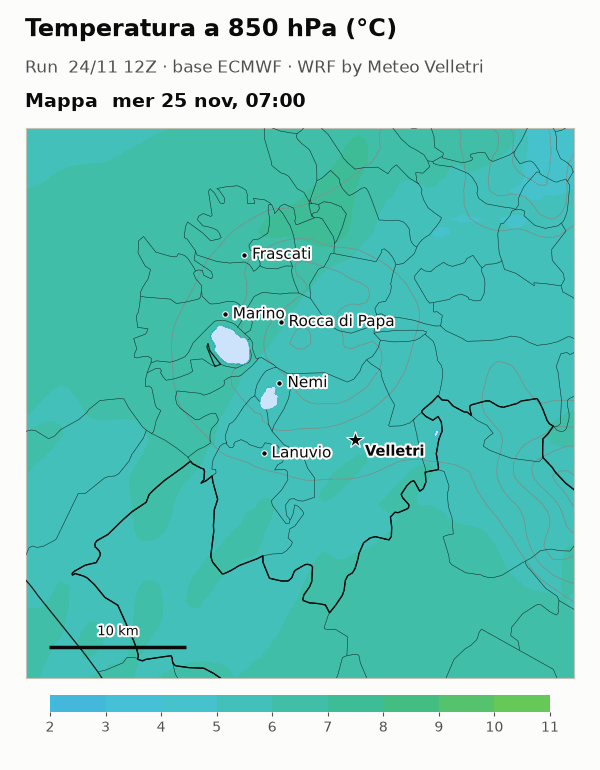 Temperatura a 850 hPa (°C)
Run  24/11 12Z · base ECMWF · WRF by Meteo Velletri
Mappa  mer 25 nov, 07:00
Frascati
Marino
Rocca di Papa
Nemi
Velletri
Lanuvio
10 km
2 3 4 5 6 7 8 9 10 11